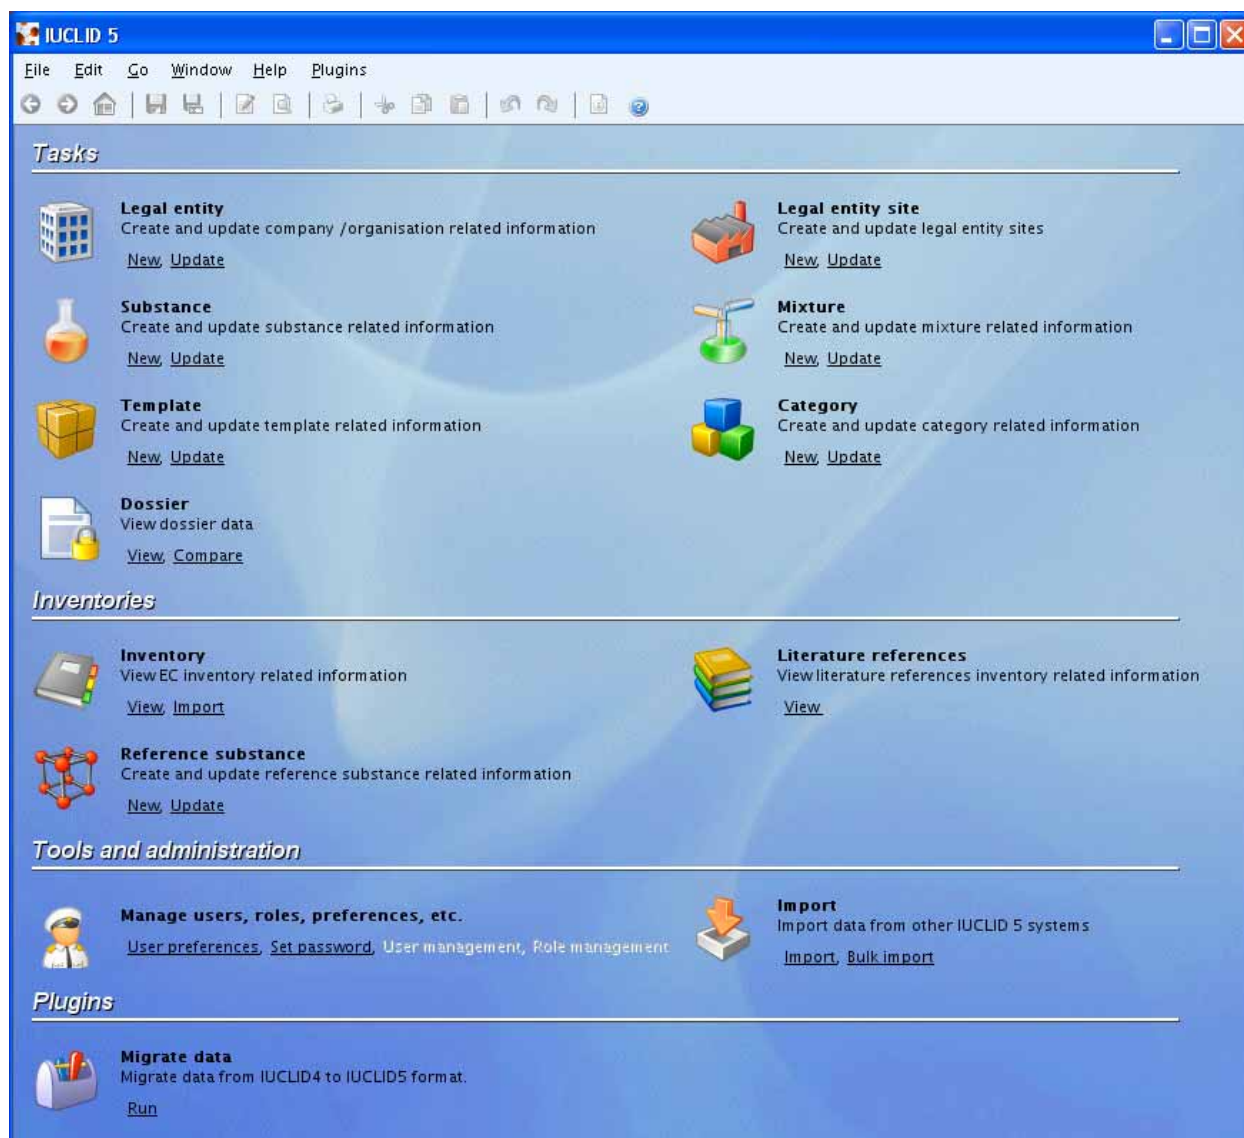 IUCLID 5
File Edit Go Window Help Plugins
Tasks
Legal entity
Create and update company /organisation related information
New, Update
Legal entity site
Create and update legal entity sites
New, Update
Substance
Create and update substance related information
New, Update
Mixture
Create and update mixture related information
New, Update
Template
Create and update template related information
New, Update
Category
Create and update category related information
New, Update
Dossier
View dossier data
View, Compare
Inventories
Inventory
View EC inventory related information
View, Import
Literature references
View literature references inventory related information
View
Reference substance
Create and update reference substance related information
New, Update
Tools and administration
Manage users, roles, preferences, etc.
User preferences, Set password, User management, Role management
Import
Import data from other IUCLID 5 systems
Import, Bulk import
Plugins
Migrate data
Migrate data from IUCLID4 to IUCLID5 format.
Run